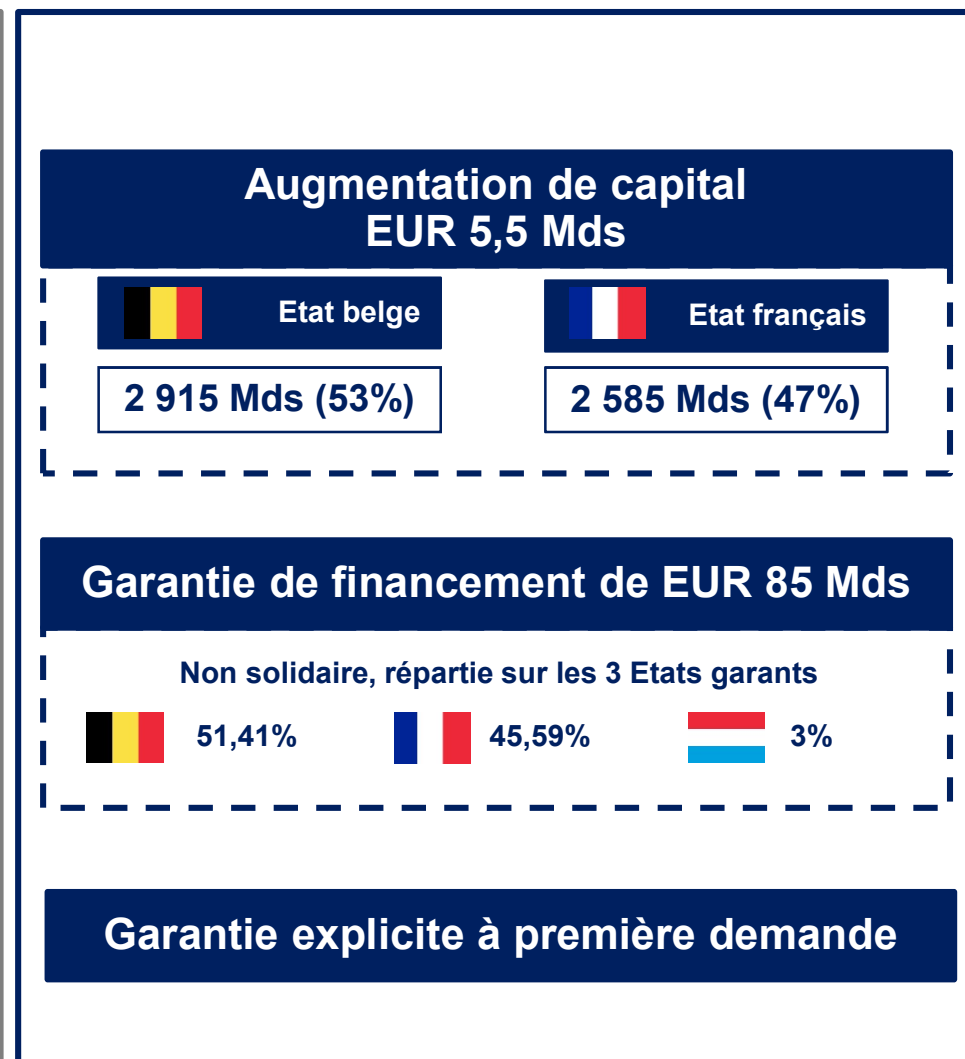 Augmentation de capital
EUR 5,5 Mds
Etat belge
Etat français
2 915 Mds (53%)
2 585 Mds (47%)
Garantie de financement de EUR 85 Mds
Non solidaire, répartie sur les 3 Etats garants
51,41%
45,59%
3%
Garantie explicite à première demande